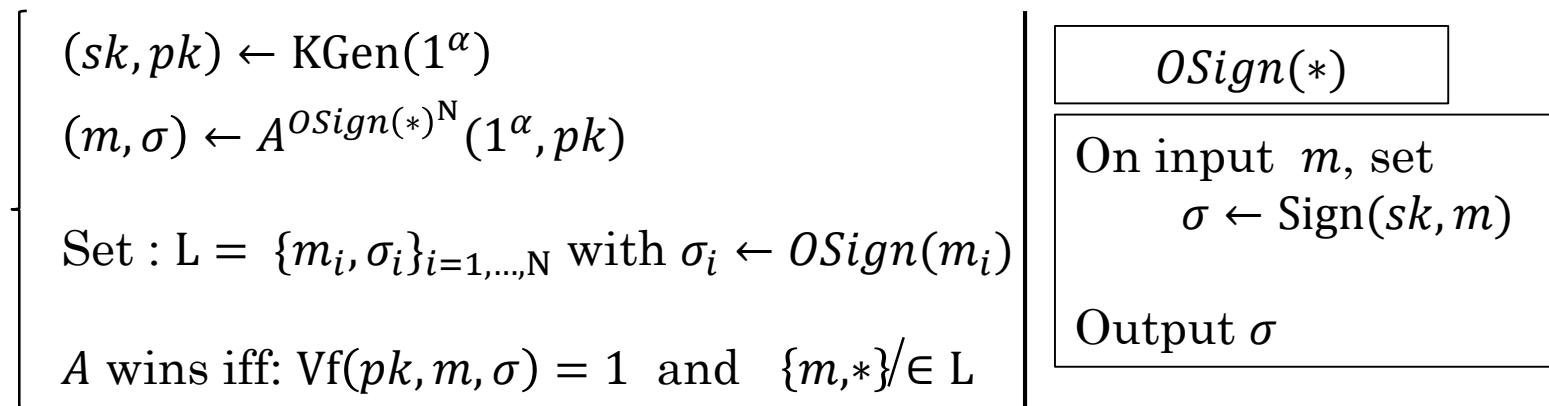 (sk, pk) ← KGen(1^α)
(m, σ) ← A^{OSign(*)^N}(1^α, pk)
Set : L = {m_i, σ_i}_{i=1,…,N} with σ_i ← OSign(m_i)
A wins iff: Vf(pk, m, σ) = 1 and {m,*} ∉ L
OSign(*)
On input m, set
σ ← Sign(sk, m)
Output σ